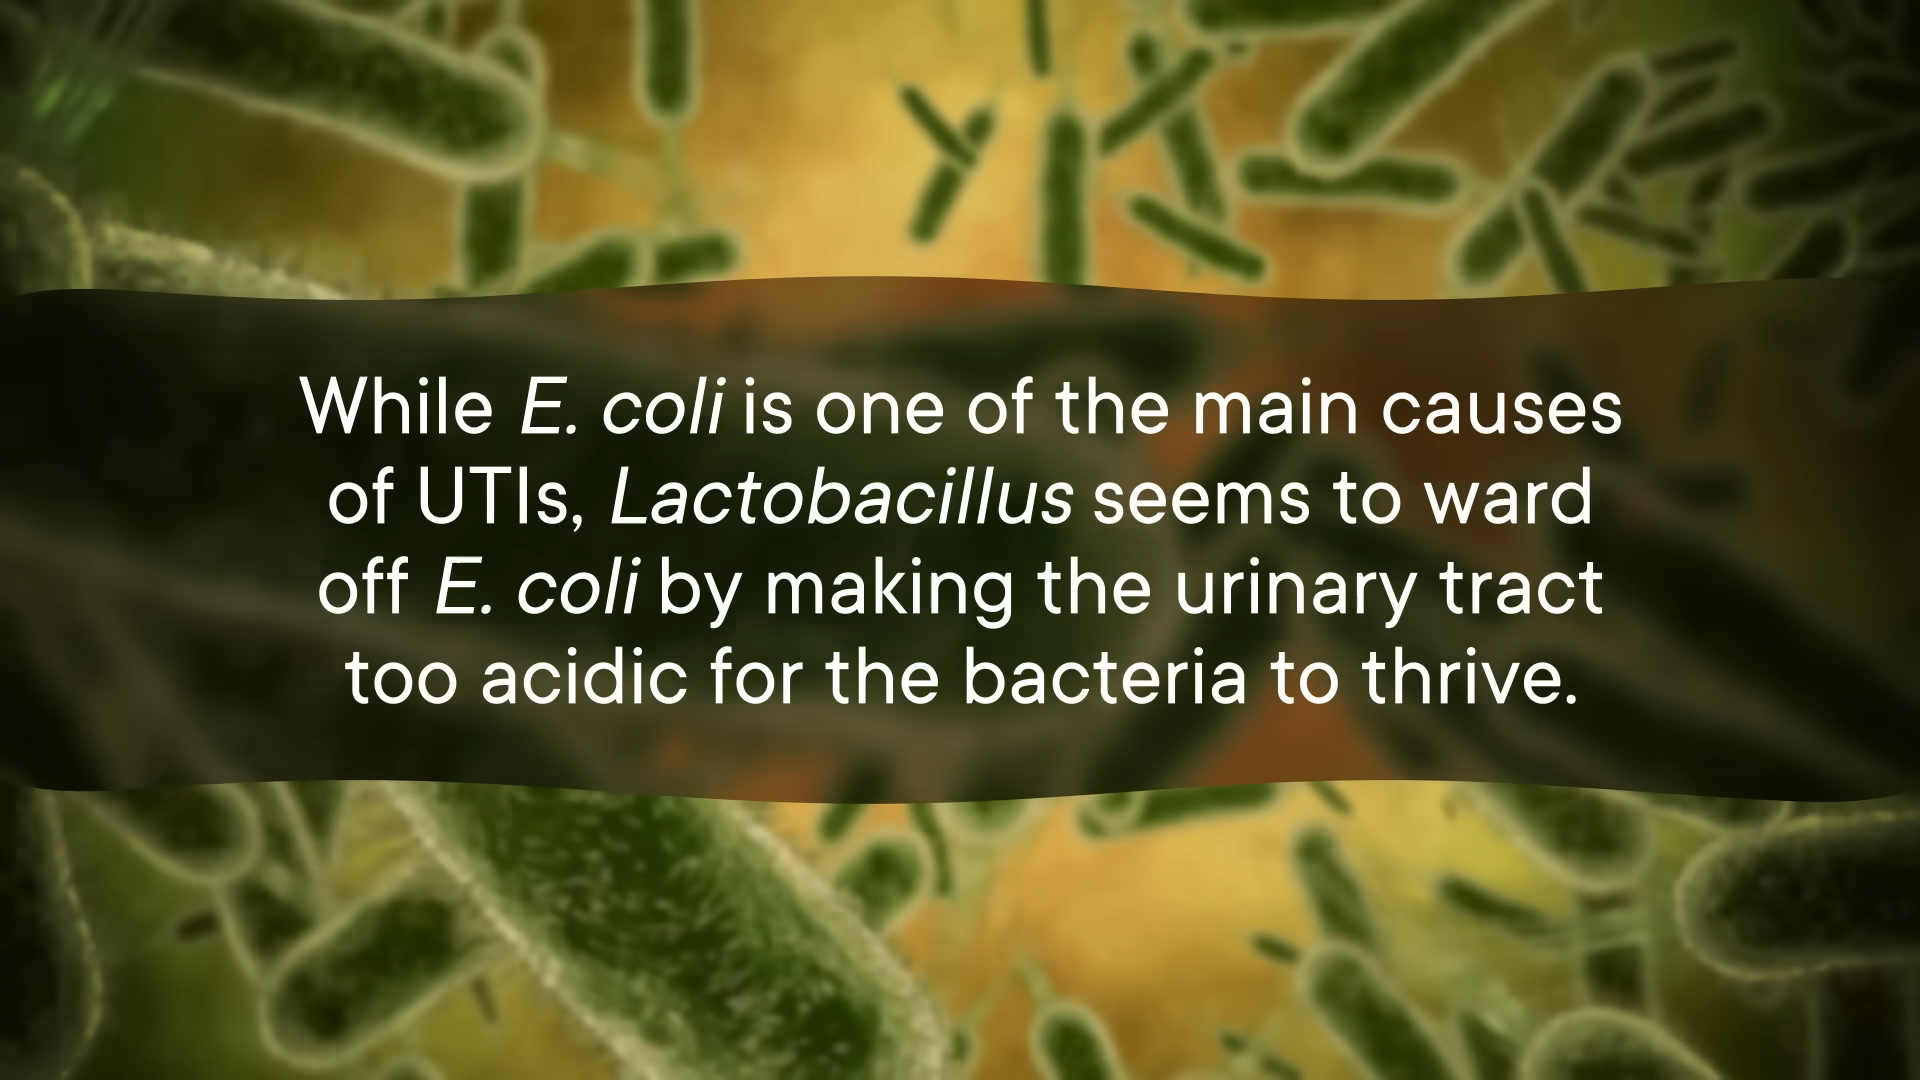 While E. coli is one of the main causes
of UTIs, Lactobacillus seems to ward
off E. coli by making the urinary tract
too acidic for the bacteria to thrive.